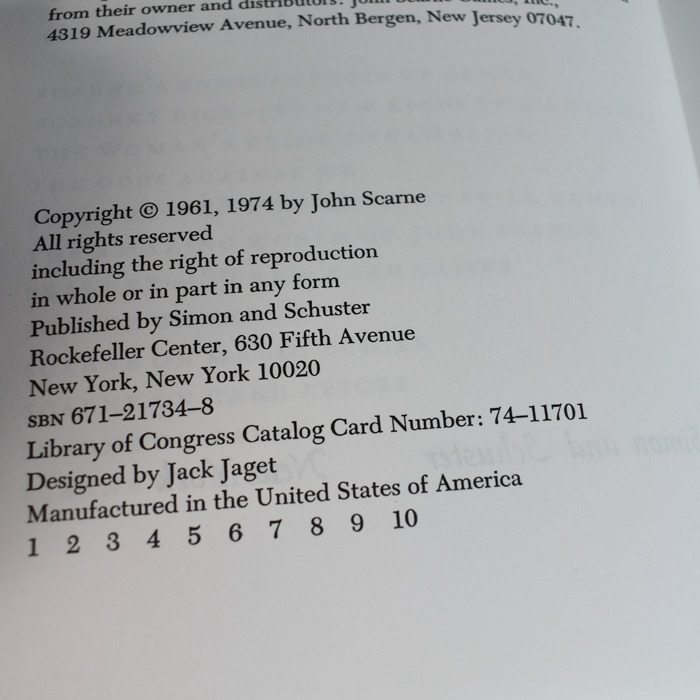 from their owner and distributors: John Scarne Games, Inc.,
4319 Meadowview Avenue, North Bergen, New Jersey 07047.
Copyright © 1961, 1974 by John Scarne
All rights reserved
including the right of reproduction
in whole or in part in any form
Published by Simon and Schuster
Rockefeller Center, 630 Fifth Avenue
New York, New York 10020
SBN 671–21734–8
Library of Congress Catalog Card Number: 74–11701
Designed by Jack Jaget
Manufactured in the United States of America
1 2 3 4 5 6 7 8 9 10